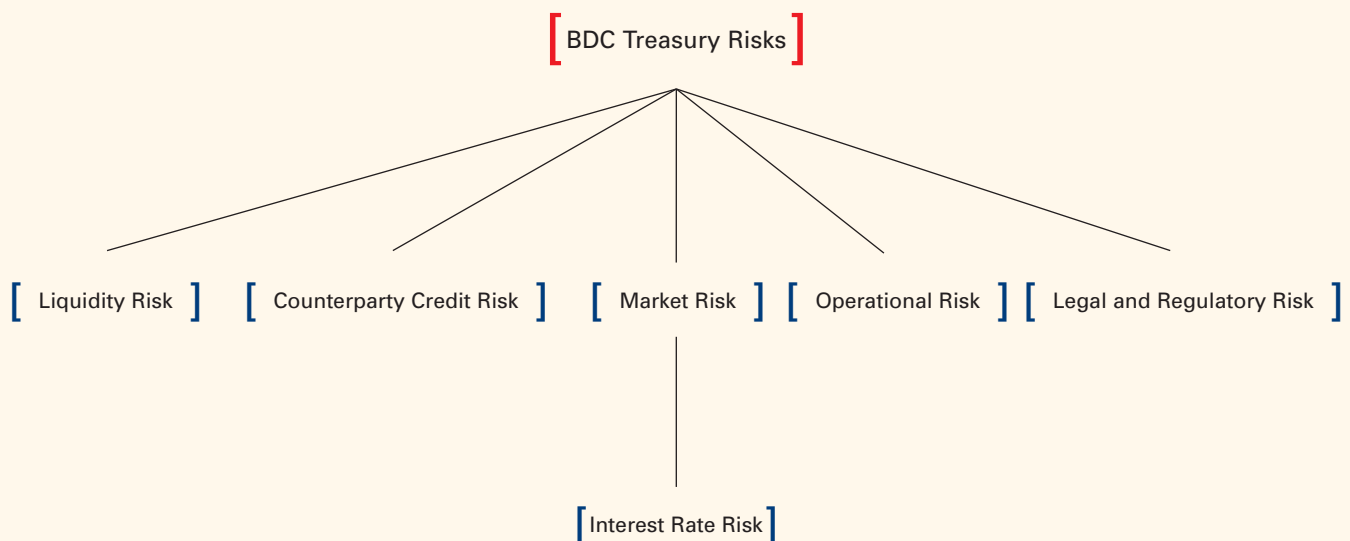 [BDC Treasury Risks]
[ Liquidity Risk ] [ Counterparty Credit Risk ] [ Market Risk ] [ Operational Risk ] [ Legal and Regulatory Risk ]
[Interest Rate Risk]